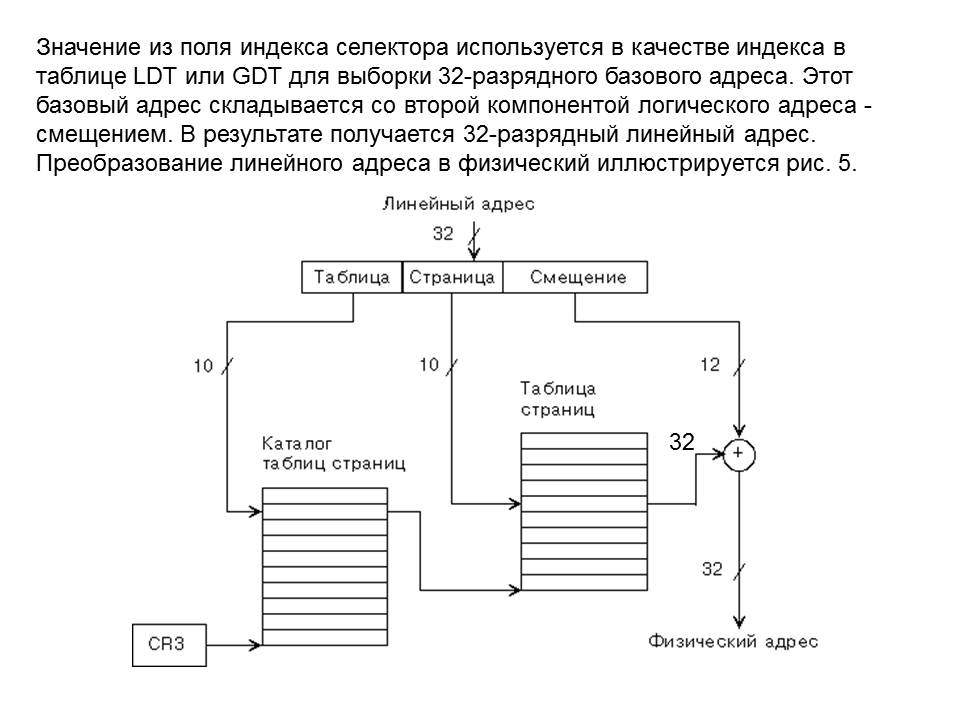 Значение из поля индекса селектора используется в качестве индекса в
таблице LDT или GDT для выборки 32-разрядного базового адреса. Этот
базовый адрес складывается со второй компонентой логического адреса -
смещением. В результате получается 32-разрядный линейный адрес.
Преобразование линейного адреса в физический иллюстрируется рис. 5.
Линейный адрес
32
Таблица Страница Смещение
10 10 12
Таблица
страниц
32
+
Каталог
таблиц страниц
32
CR3
Физический адрес